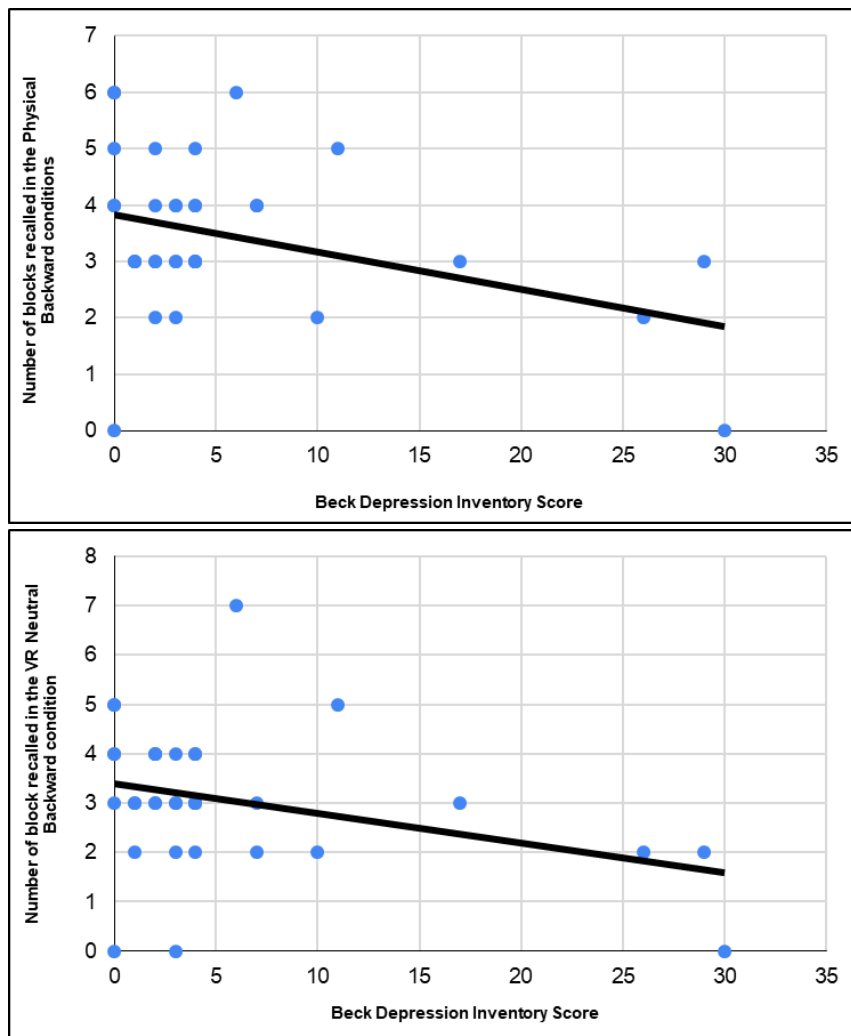 Number of blocks recalled in the Physical
Backward conditions
7
6
5
4
3
2
1
0
0 5 10 15 20 25 30 35
Beck Depression Inventory Score
Number of block recalled in the VR Neutral
Backward condition
8
7
6
5
4
3
2
1
0
0 5 10 15 20 25 30 35
Beck Depression Inventory Score